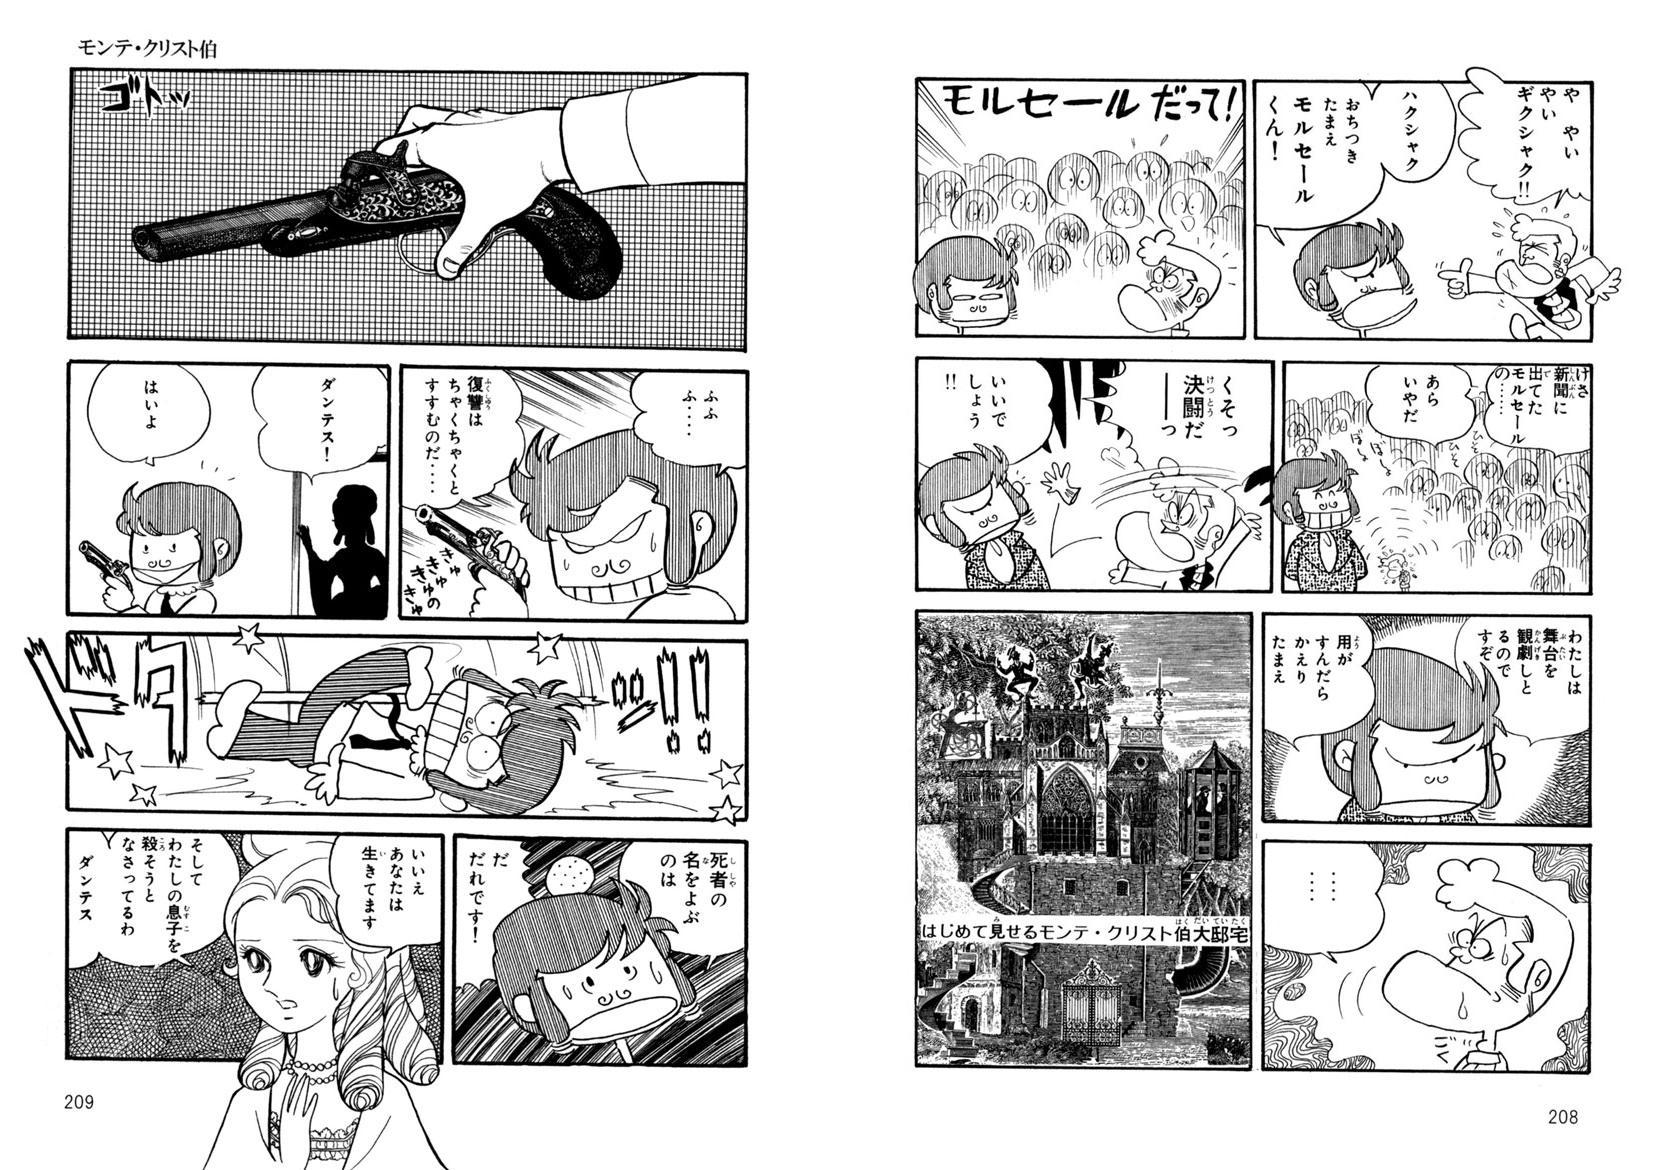 や やい
やい
ギクシャク!!
ハクシャク
おちつき
たまえ
モルセール
くん!
モルセールだって!
けさ
新聞に
出てた
モルセール
の……
あら
いやだ
ひそ
ひそ
ぼしょ
ぼしょ
くそっ
決闘だ
──っ
いいで
しょう
!!
わたしは
舞台を
観劇しと
るので
すぞ
用が
すんだら
かえり
たまえ
……
……
はじめて見せるモンテ・クリスト伯大邸宅
208
モンテ・クリスト伯
ゴトッ
ふふ
ふ‥‥
復讐は
ちゃくちゃくと
すすむのだ‥‥
きゅ
きゅの
きゅ
ダンテス!
はいよ
ドタッ!!
死者の
名をよぶ
のは
だ
だれです!
いいえ
あなたは
生きてます
そして
わたしの息子を
殺そうと
なさってるわ
ダンテス
209